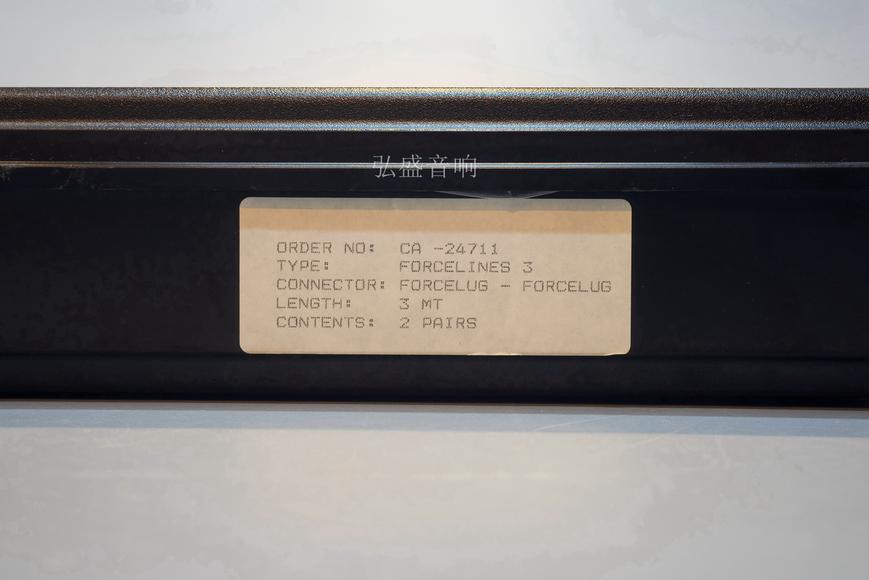 弘盛音响
ORDER NO: CA -24711
TYPE: FORCELINES 3
CONNECTOR: FORCELUG - FORCELUG
LENGTH: 3 MT
CONTENTS: 2 PAIRS